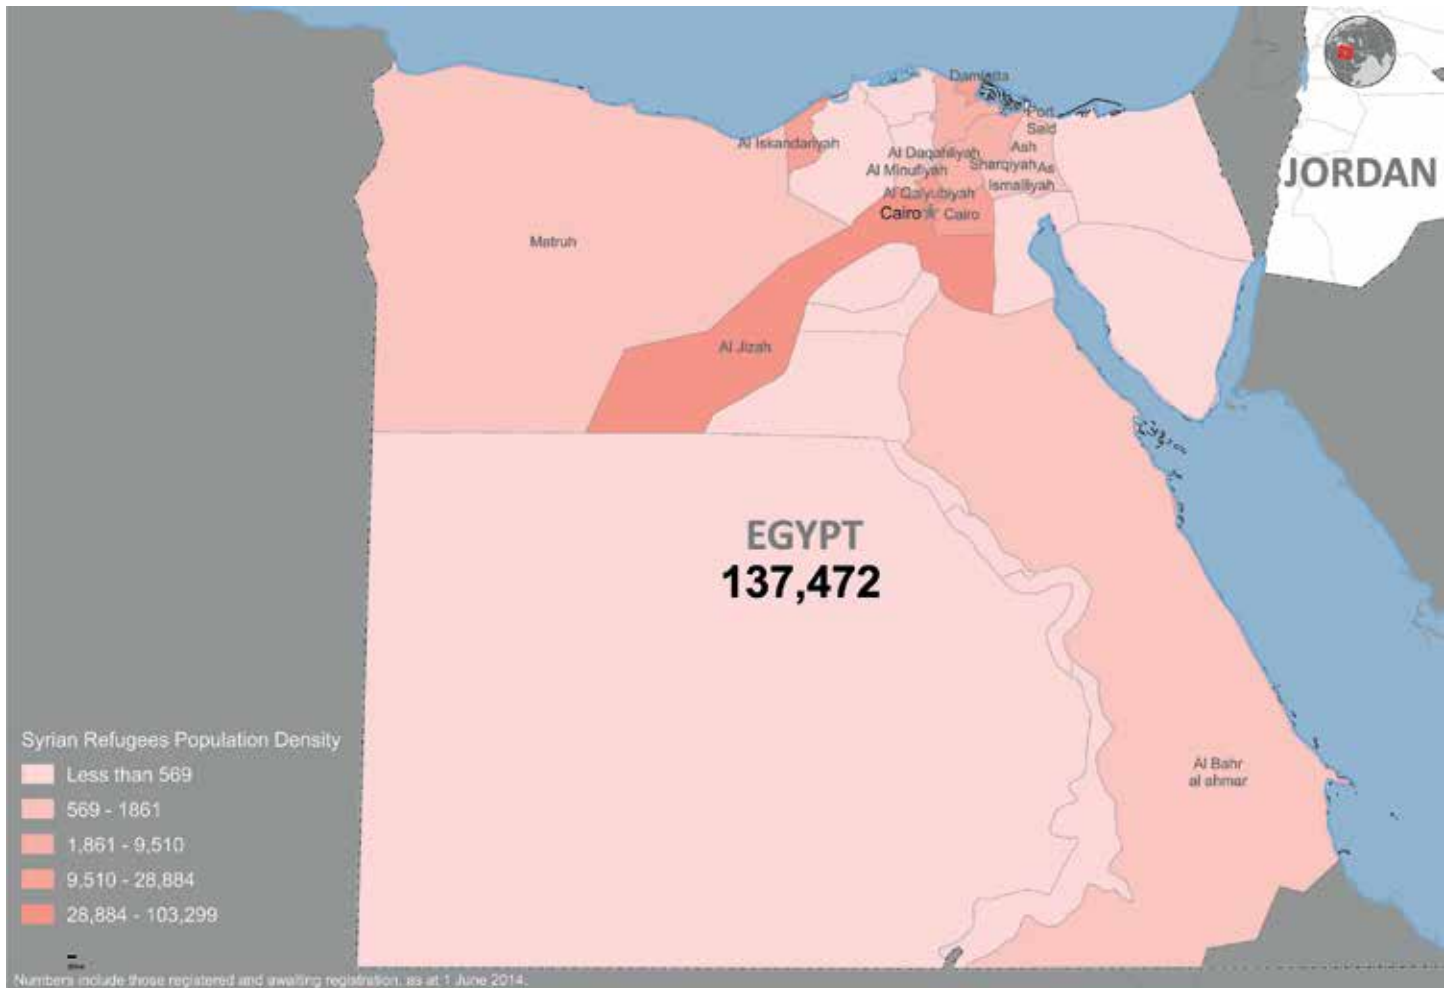 Damietta
Port
Said
Al Iskandariyah
Ash
Al Daqahliyah
Sharqiyah
As
Al Minufiyah
Ismailiyah
Al Qalyubiyah
Cairo
Cairo
JORDAN
Matruh
Al Jizah
EGYPT
137,472
Al Bahr
al ahmar
Syrian Refugees Population Density
Less than 569
569 - 1861
1,861 - 9,510
9,510 - 28,884
28,884 - 103,299
Numbers include those registered and awaiting registration, as at 1 June 2014.